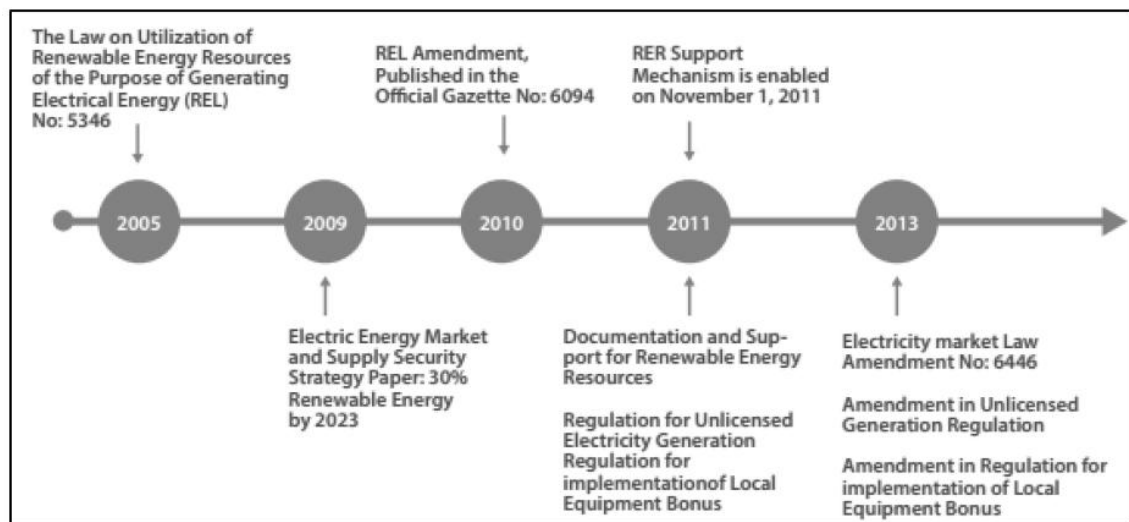 The Law on Utilization of
Renewable Energy Resources
of the Purpose of Generating
Electrical Energy (REL)
No: 5346
REL Amendment,
Published in the
Official Gazette No: 6094
RER Support
Mechanism is enabled
on November 1, 2011
2005
2009
2010
2011
2013
Electric Energy Market
and Supply Security
Strategy Paper: 30%
Renewable Energy
by 2023
Documentation and Sup-
port for Renewable Energy
Resources
Regulation for Unlicensed
Electricity Generation
Regulation for
implementationof Local
Equipment Bonus
Electricity market Law
Amendment No: 6446
Amendment in Unlicensed
Generation Regulation
Amendment in Regulation for
implementation of Local
Equipment Bonus